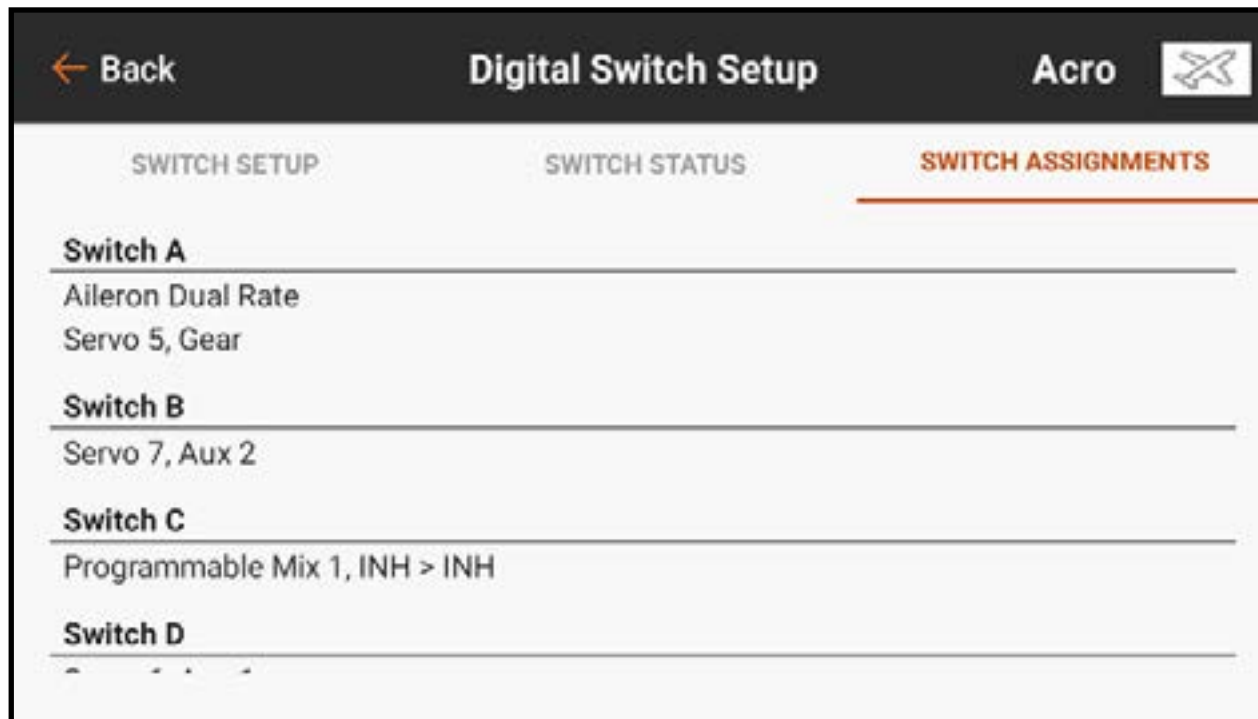 Back
Digital Switch Setup
Acro
SWITCH SETUP
SWITCH STATUS
SWITCH ASSIGNMENTS
Switch A
Aileron Dual Rate
Servo 5, Gear
Switch B
Servo 7, Aux 2
Switch C
Programmable Mix 1, INH > INH
Switch D